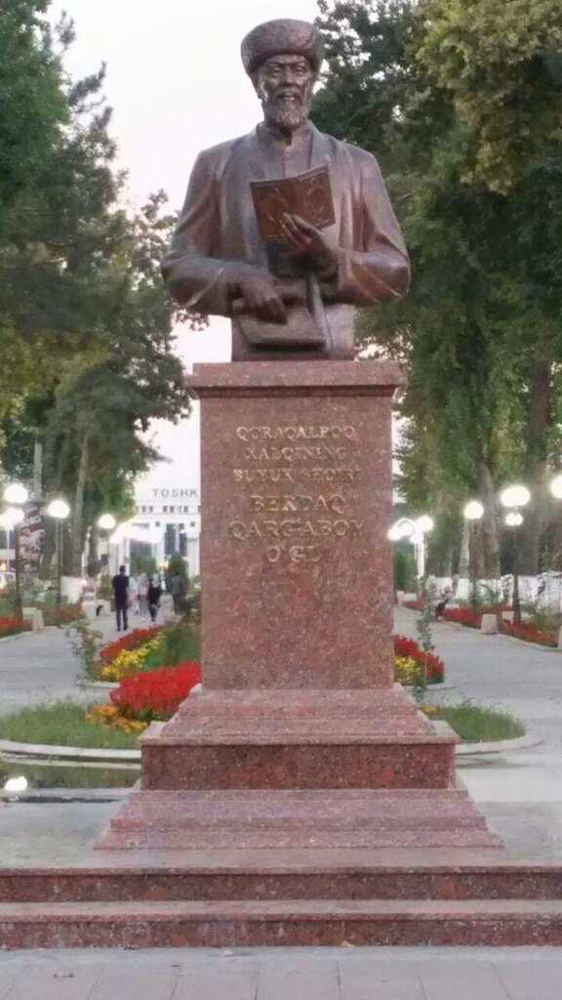 TOSHK
QORAQALPOQ
XALQINING
BUYUK SHOIRI
BERDAQ
QARG'ABOY
O'G'LI